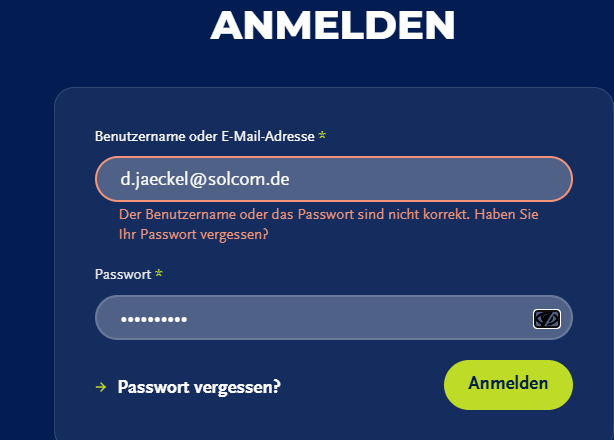 ANMELDEN
Benutzername oder E-Mail-Adresse *
d.jaeckel@solcom.de
Der Benutzername oder das Passwort sind nicht korrekt. Haben Sie
Ihr Passwort vergessen?
Passwort *
••••••••••
→ Passwort vergessen?
Anmelden